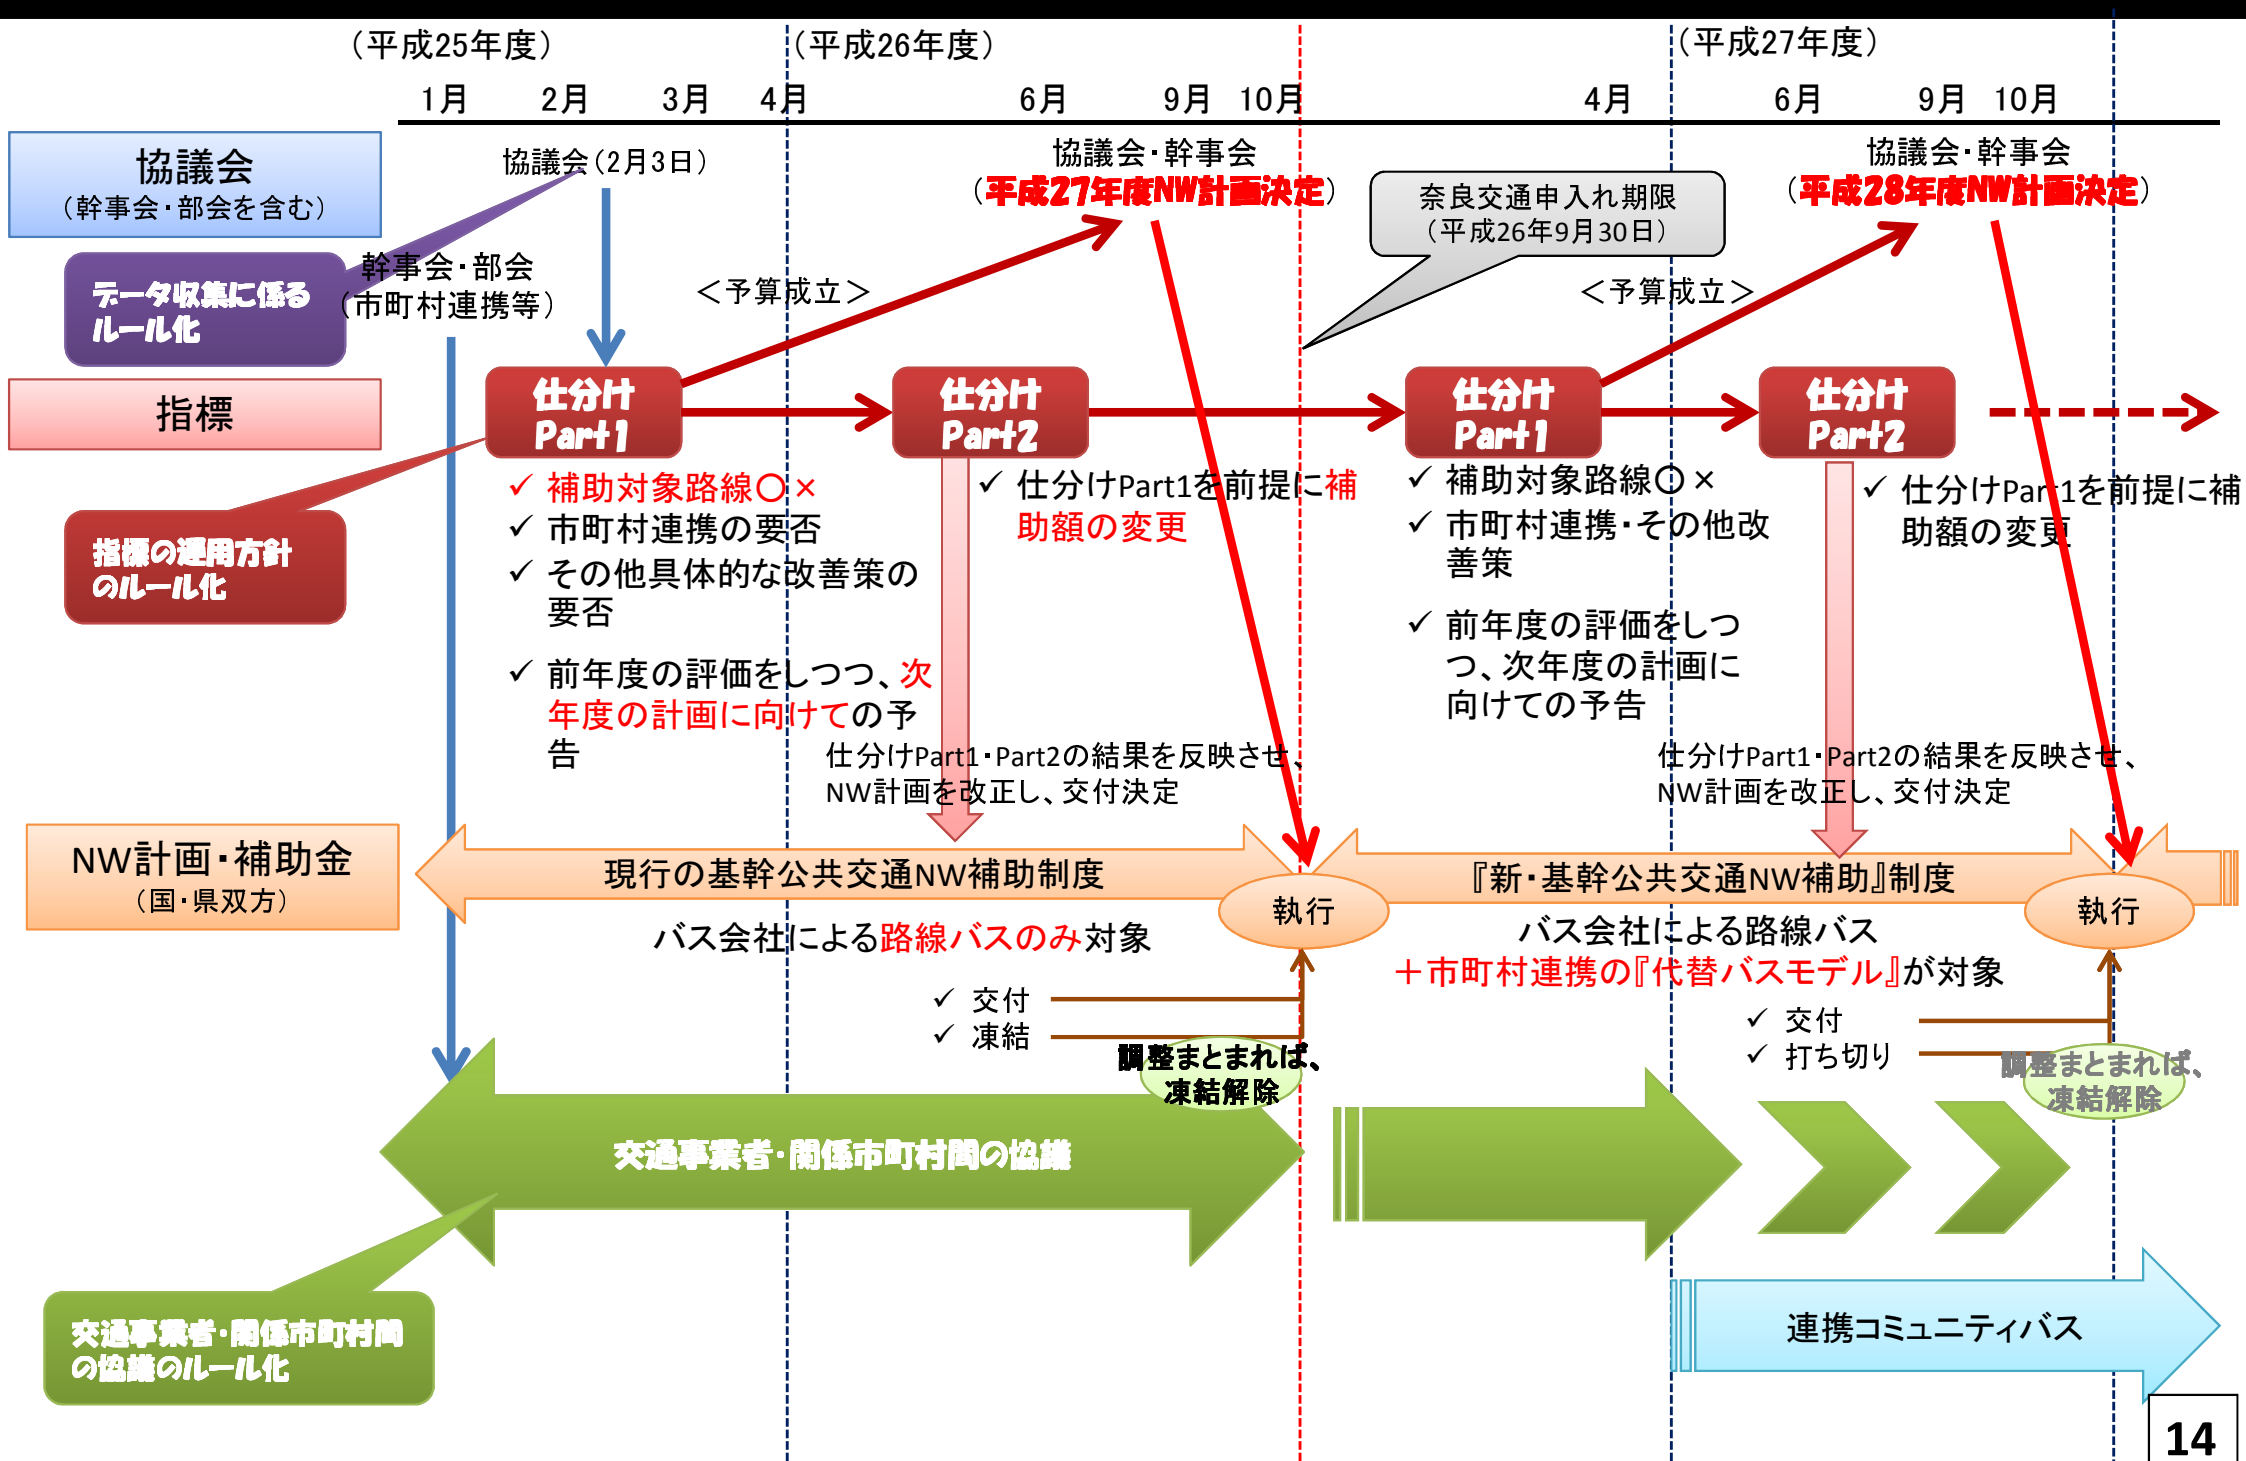 （平成25年度）
（平成26年度）
（平成27年度）
1月 2月 3月 4月 6月 9月 10月 4月 6月 9月 10月
協議会
（幹事会・部会を含む）
協議会（2月3日）
協議会・幹事会
（平成27年度NW計画決定）
奈良交通申入れ期限
（平成26年9月30日）
協議会・幹事会
（平成28年度NW計画決定）
データ収集に係る
ルール化
幹事会・部会
（市町村連携等）
＜予算成立＞
＜予算成立＞
指標
仕分け
Part1
仕分け
Part2
仕分け
Part1
仕分け
Part2
✓ 補助対象路線〇×
✓ 市町村連携の要否
✓ その他具体的な改善策の
要否
✓ 前年度の評価をしつつ、次
年度の計画に向けての予
告
✓ 仕分けPart1を前提に補
助額の変更
✓ 補助対象路線〇×
✓ 市町村連携・その他改
善策
✓ 前年度の評価をしつ
つ、次年度の計画に
向けての予告
✓ 仕分けPart1を前提に補
助額の変更
指標の運用方針
のルール化
仕分けPart1・Part2の結果を反映させ、
NW計画を改正し、交付決定
仕分けPart1・Part2の結果を反映させ、
NW計画を改正し、交付決定
NW計画・補助金
（国・県双方）
現行の基幹公共交通NW補助制度
執行
『新・基幹公共交通NW補助』制度
執行
バス会社による路線バスのみ対象
バス会社による路線バス
＋市町村連携の『代替バスモデル』が対象
✓ 交付
✓ 凍結
調整まとまれば、
凍結解除
✓ 交付
✓ 打ち切り
調整まとまれば、
凍結解除
交通事業者・関係市町村間の協議
交通事業者・関係市町村間
の協議のルール化
連携コミュニティバス
14